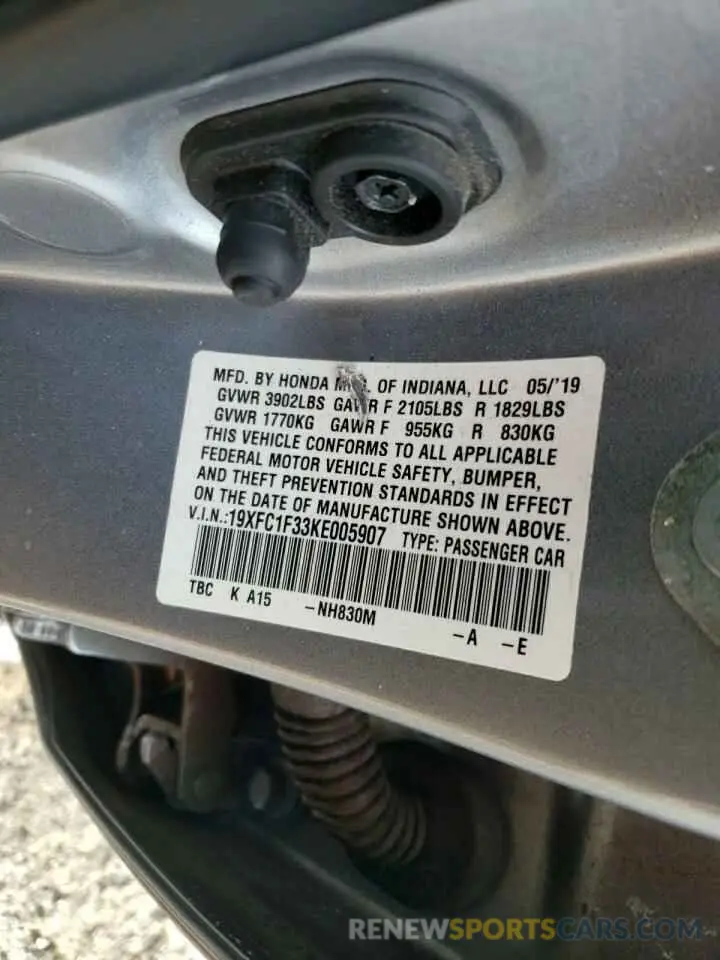 MFD. BY HONDA OF INDIANA, LLC 05/'19
GVWR 3902LBS GAWR F 2105LBS R 1829LBS
GVWR 1770KG GAWR F 955KG R 830KG
THIS VEHICLE CONFORMS TO ALL APPLICABLE
FEDERAL MOTOR VEHICLE SAFETY, BUMPER,
AND THEFT PREVENTION STANDARDS IN EFFECT
ON THE DATE OF MANUFACTURE SHOWN ABOVE.
V.I.N.:19XFC1F33KE005907 TYPE: PASSENGER CAR
TBC K A15 -NH830M -A -E
RENEWSPORTSCARS.COM